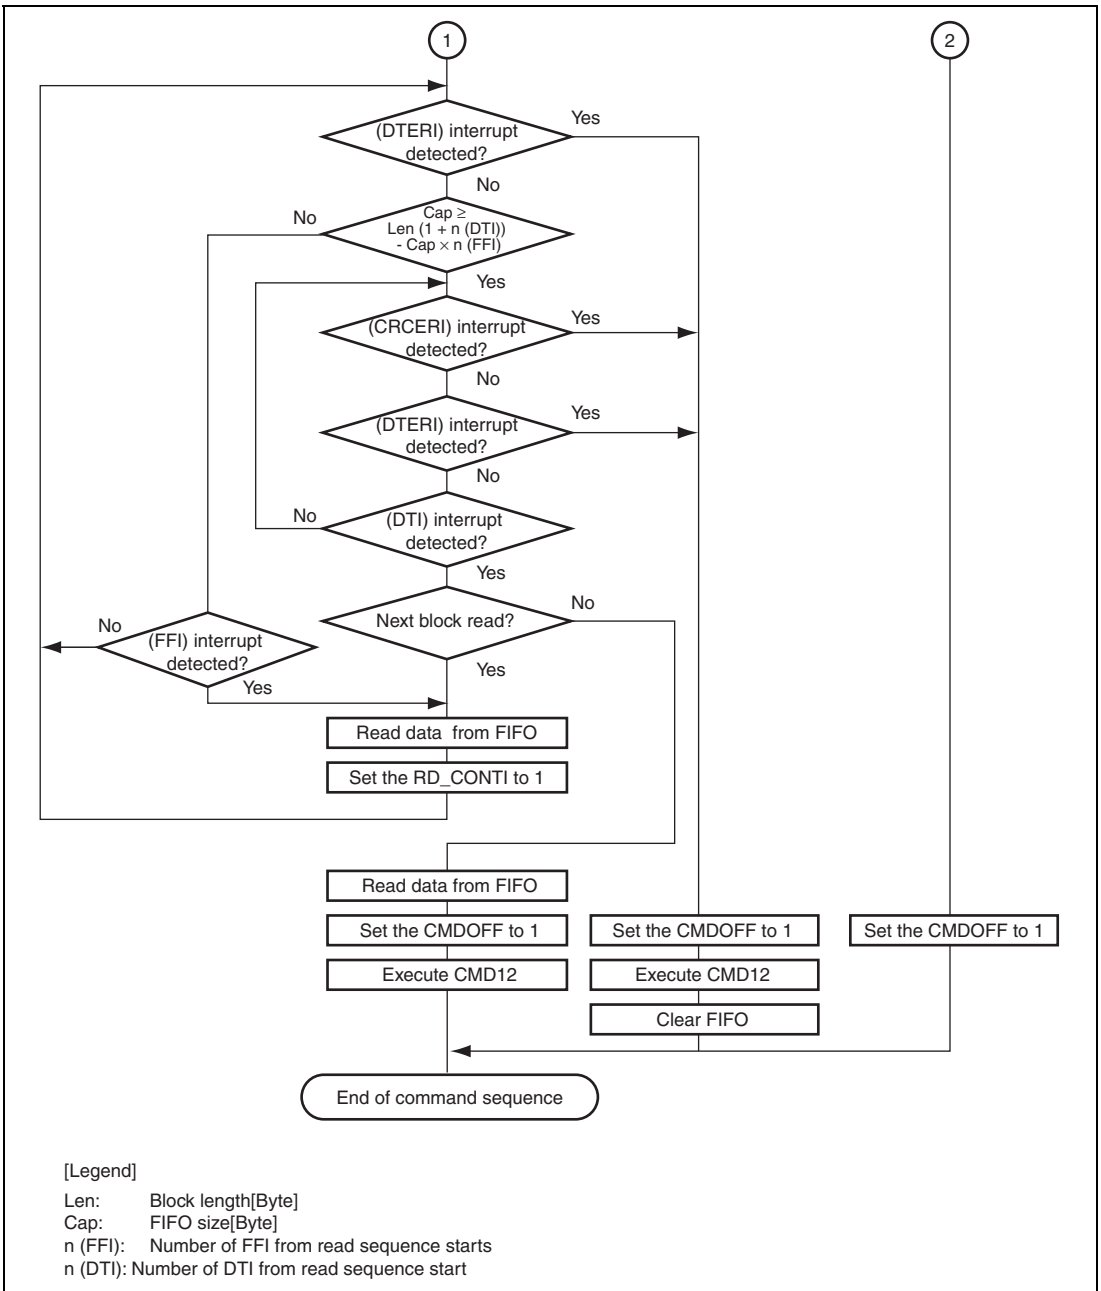 1
2
(DTERI) interrupt
detected?
Yes
No
Cap ≥
Len (1 + n (DTI))
- Cap × n (FFI)
No
Yes
(CRCERI) interrupt
detected?
Yes
No
(DTERI) interrupt
detected?
Yes
No
(DTI) interrupt
detected?
No
Yes
Next block read?
No
Yes
(FFI) interrupt
detected?
No
Yes
Read data from FIFO
Set the RD_CONTI to 1
Read data from FIFO
Set the CMDOFF to 1
Execute CMD12
Set the CMDOFF to 1
Execute CMD12
Clear FIFO
Set the CMDOFF to 1
End of command sequence
[Legend]
Len: Block length[Byte]
Cap: FIFO size[Byte]
n (FFI): Number of FFI from read sequence starts
n (DTI): Number of DTI from read sequence start